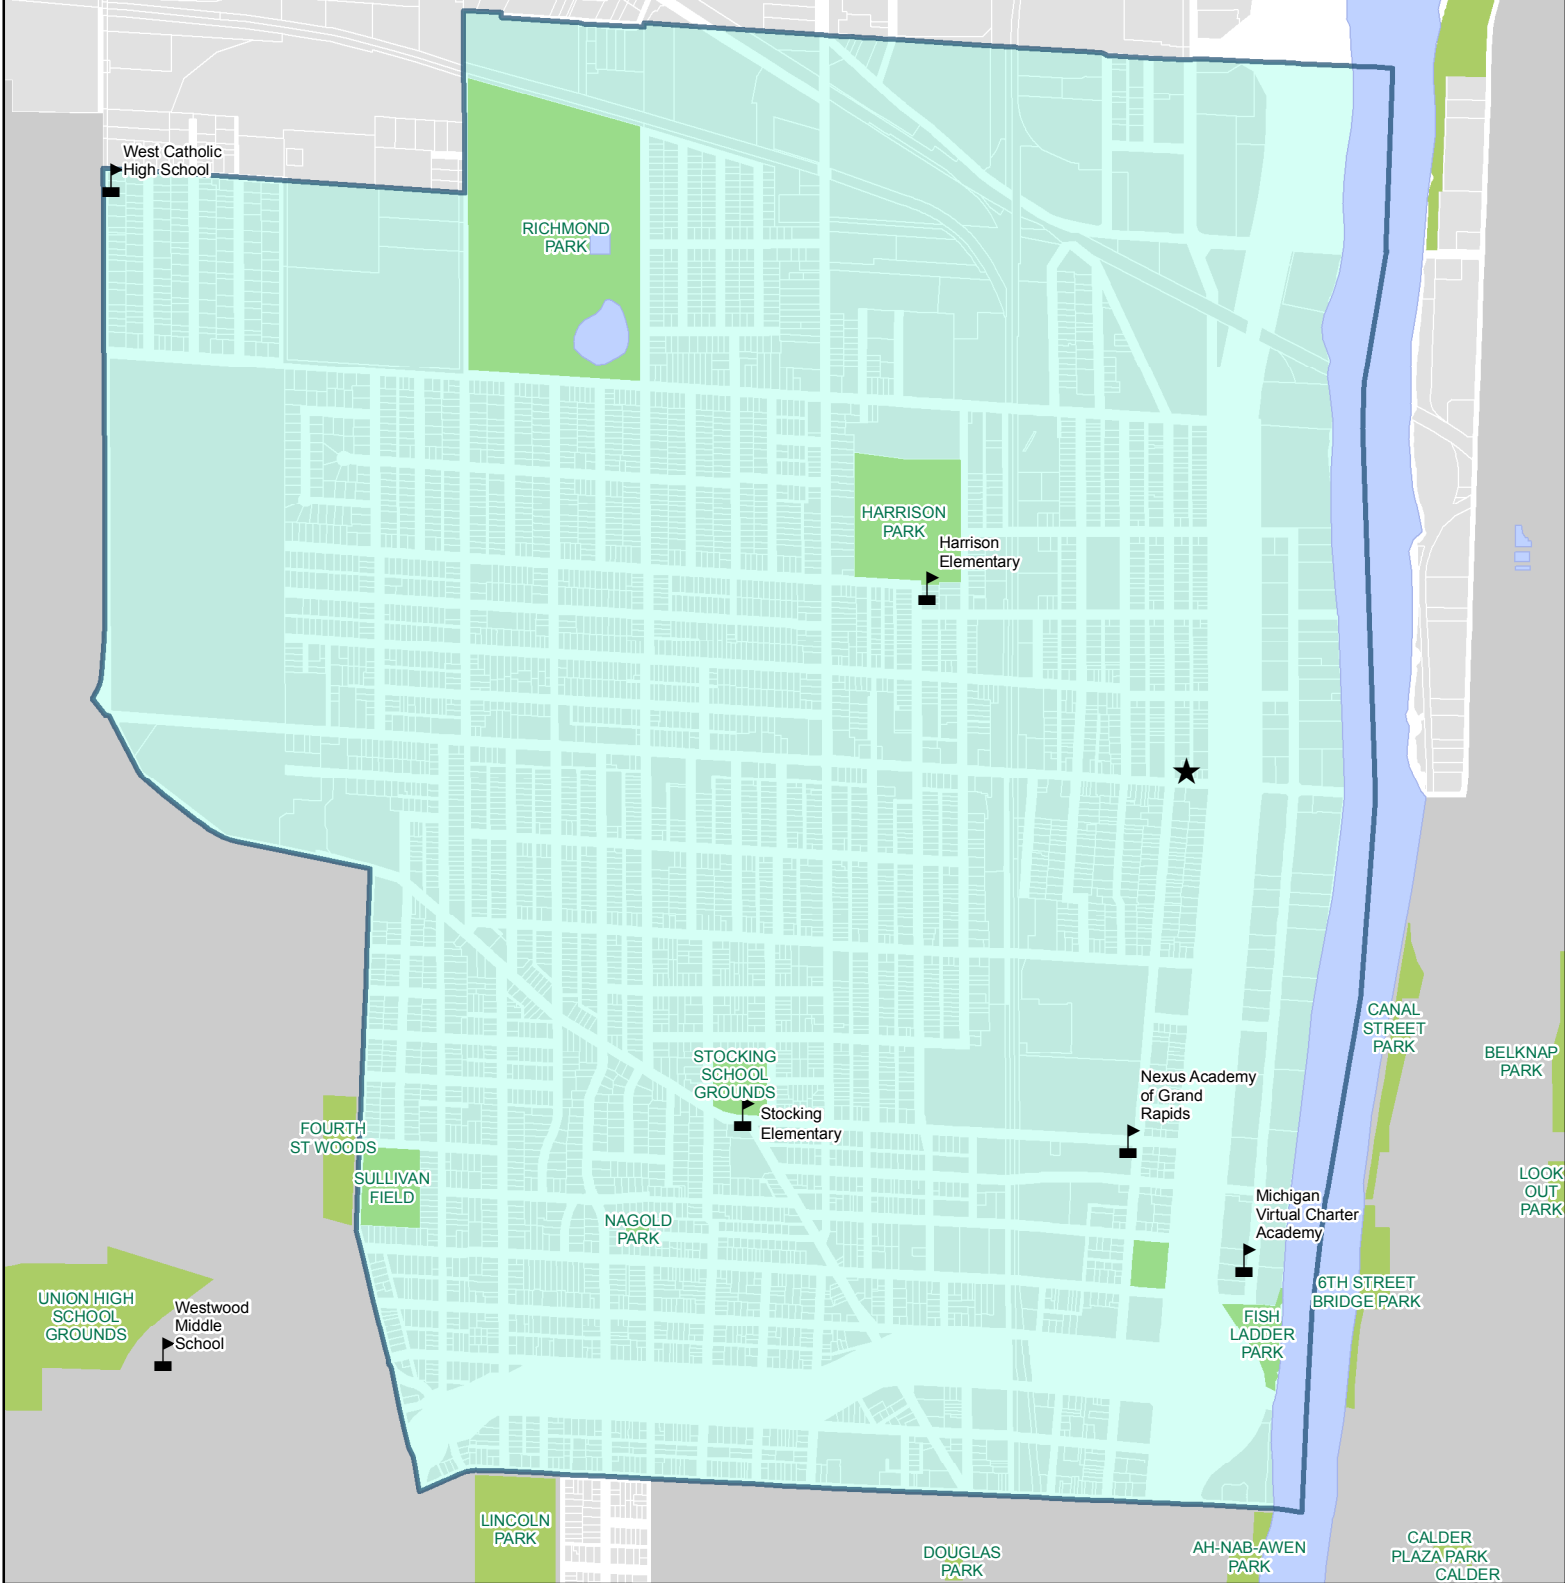 West Catholic
High School
RICHMOND
PARK
HARRISON
PARK
Harrison
Elementary
CANAL
STREET
PARK
BELKNAP
PARK
STOCKING
SCHOOL
GROUNDS
Stocking
Elementary
Nexus Academy
of Grand
Rapids
FOURTH
ST WOODS
SULLIVAN
FIELD
LOOK
OUT
PARK
NAGOLD
PARK
Michigan
Virtual Charter
Academy
UNION HIGH
SCHOOL
GROUNDS
Westwood
Middle
School
6TH STREET
BRIDGE PARK
FISH
LADDER
PARK
LINCOLN
PARK
DOUGLAS
PARK
AH-NAB-AWEN
PARK
CALDER
PLAZA PARK
CALDER